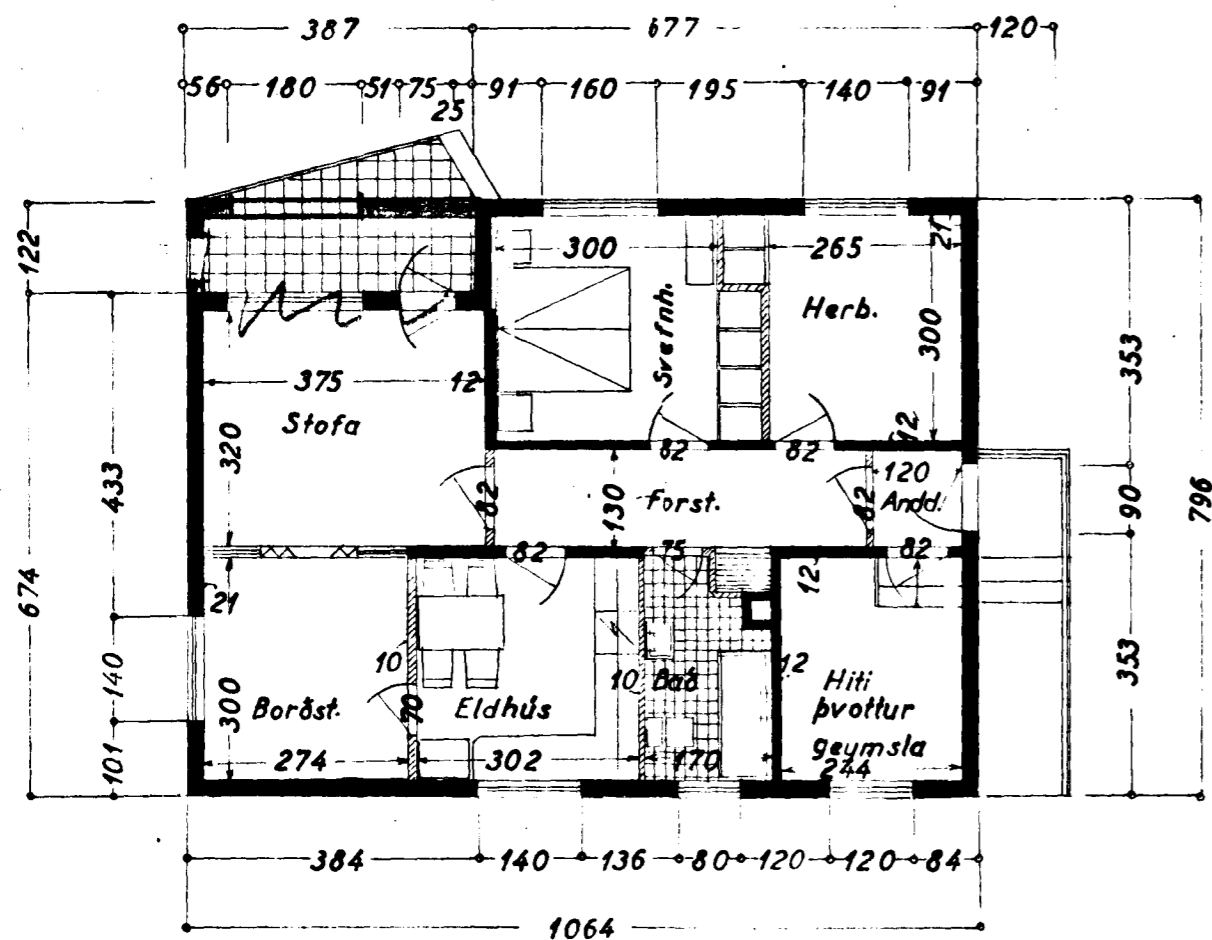 387 677 120
56 180 51 75 25 91 160 195 140 91
122
433
674
140
101
300 265 21
Svefnh. Herb.
300
353
375 12
Stofa
320
82 82 12
82 130 Forst. 82 120
Andd.
90
796
82 75 82
21 12
10 10 Bað 12
70
300 Borðst. Eldhús
Hiti
þvottur
geymsla
353
274 302 170 244
384 140 136 80 120 120 84
1064